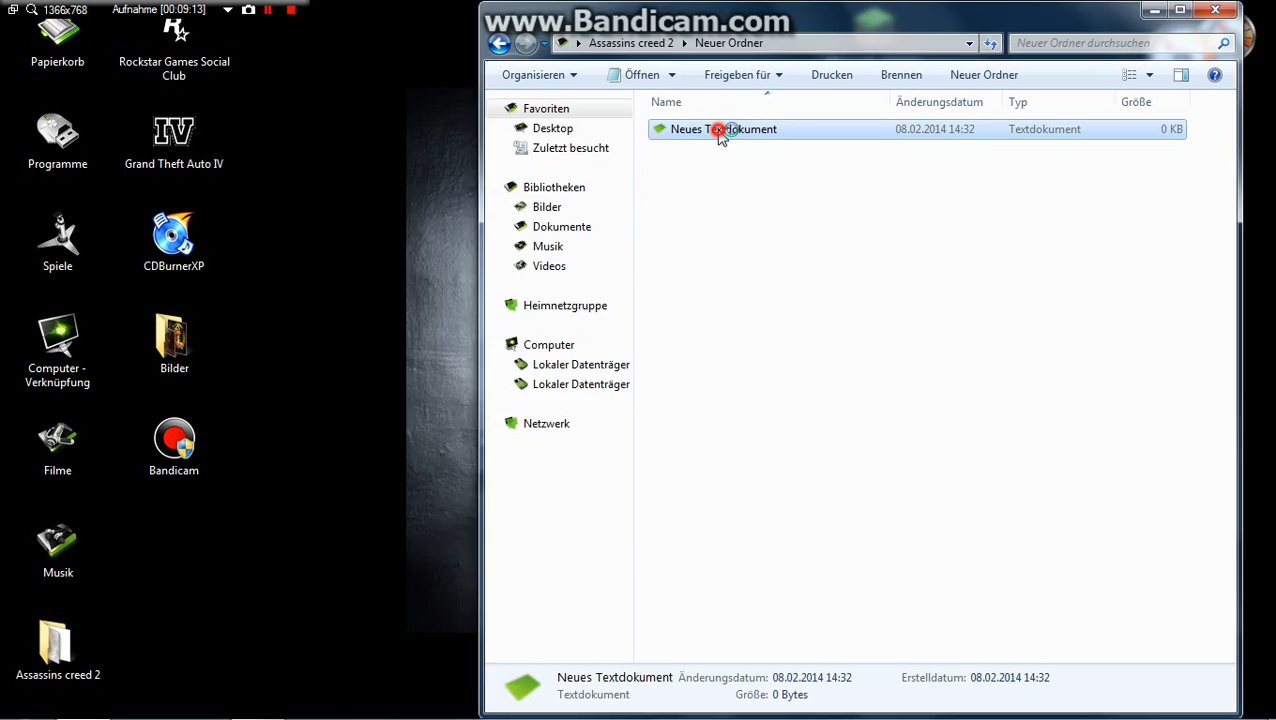 1366x768 Aufnahme [00:09:13]
www.Bandicam.com
Assassins creed 2 Neuer Ordner
Neuer Ordner durchsuchen
Organisieren Öffnen Freigeben für Drucken Brennen Neuer Ordner
Name Änderungsdatum Typ Größe
Neues Textdokument 08.02.2014 14:32 Textdokument 0 KB
Favoriten
Desktop
Zuletzt besucht
Bibliotheken
Bilder
Dokumente
Musik
Videos
Heimnetzgruppe
Computer
Lokaler Datenträger
Lokaler Datenträger
Netzwerk
Neues Textdokument Änderungsdatum: 08.02.2014 14:32 Erstelldatum: 08.02.2014 14:32
Textdokument Größe: 0 Bytes
Papierkorb
Rockstar Games Social
Club
Programme
IV
Grand Theft Auto IV
Spiele
CDBurnerXP
Computer -
Verknüpfung
Bilder
Filme
Bandicam
Musik
Assassins creed 2